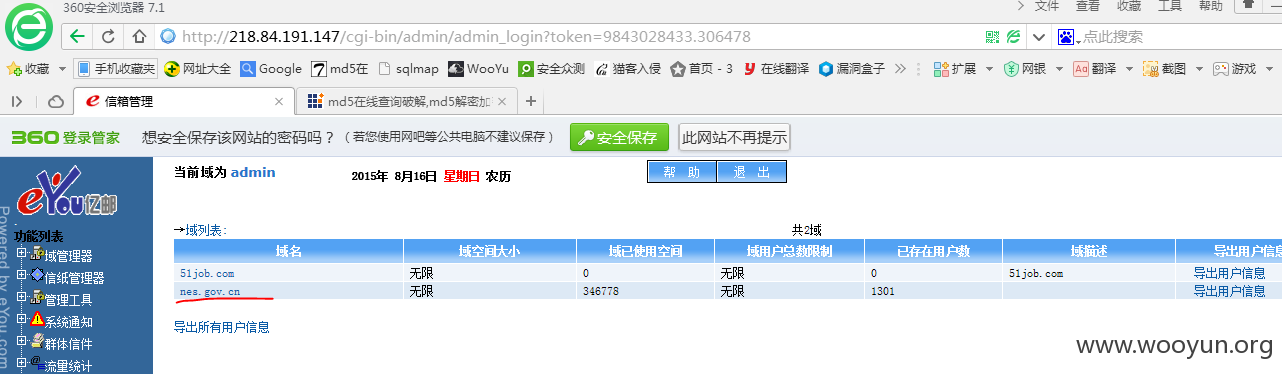 360安全浏览器 7.1
文件 查看 收藏 工具 帮助
http://218.84.191.147/cgi-bin/admin/admin_login?token=9843028433.306478
点此搜索
收藏 手机收藏夹 网址大全 Google md5在 sqlmap WooYu 安全众测 猫客入侵 首页 - 3 在线翻译 漏洞盒子 扩展 网银 翻译 截图 游戏
信箱管理 md5在线查询破解,md5解密加
360 登录管家 想安全保存该网站的密码吗？ （若您使用网吧等公共电脑不建议保存） 安全保存 此网站不再提示
eYou亿邮
当前域为 admin
2015年 8月16日 星期日 农历
帮 助 退 出
Powered by eYou.com
功能列表
域管理器
信纸管理器
管理工具
系统通知
群体信件
流量统计
→域列表:
共2域
域名 域空间大小 域已使用空间 域用户总数限制 已存在用户数 域描述 导出用户信息
51job.com 无限 0 无限 0 51job.com 导出用户信息
nes.gov.cn 无限 346778 无限 1301 导出用户信息
导出所有用户信息
www.wooyun.org